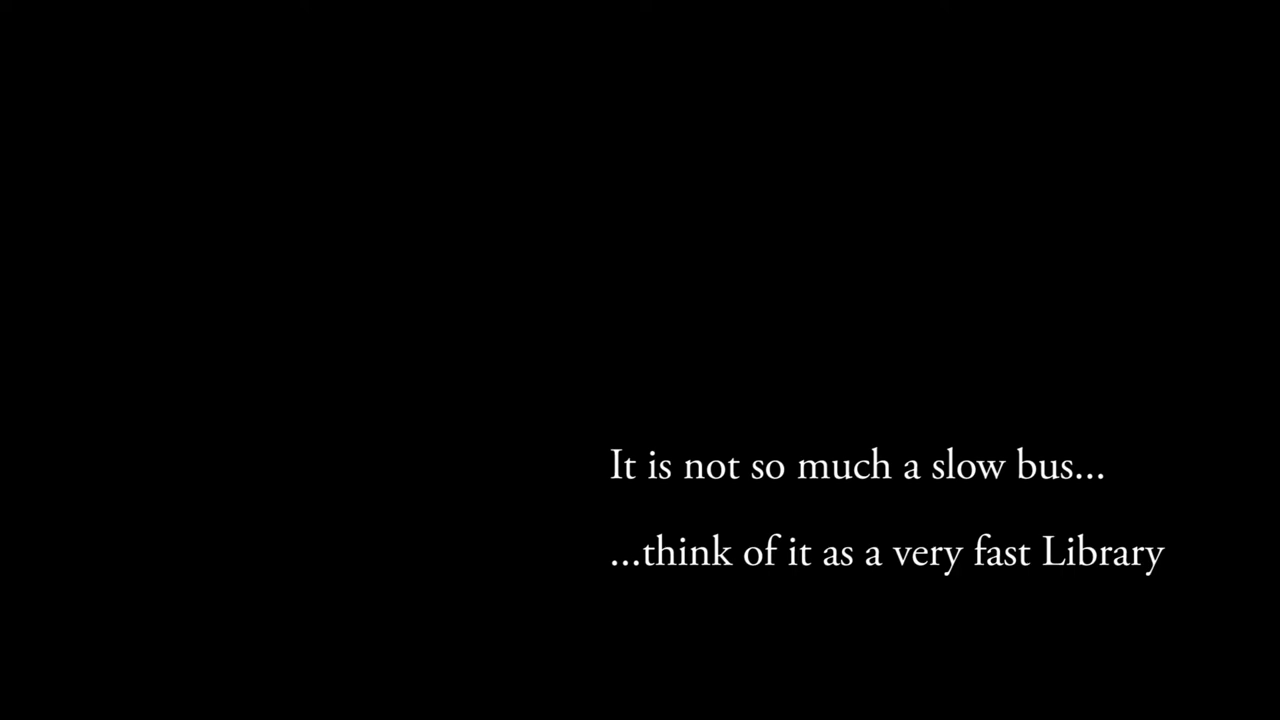 It is not so much a slow bus...
...think of it as a very fast Library